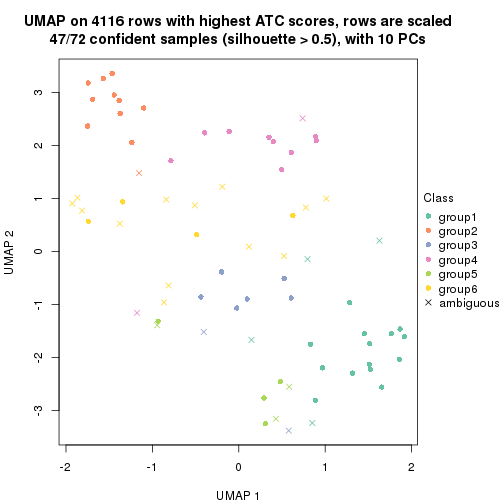 UMAP on 4116 rows with highest ATC scores, rows are scaled
47/72 confident samples (silhouette > 0.5), with 10 PCs
3
2
1
0
-1
-2
-3
UMAP 2
-2
-1
0
1
2
UMAP 1
Class
group1
group2
group3
group4
group5
group6
ambiguous